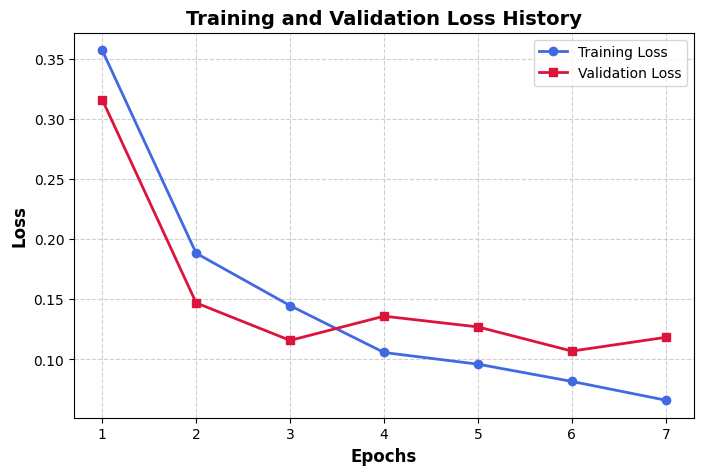 Training and Validation Loss History
Training Loss
Validation Loss
0.35
0.30
0.25
0.20
0.15
0.10
Loss
1 2 3 4 5 6 7
Epochs